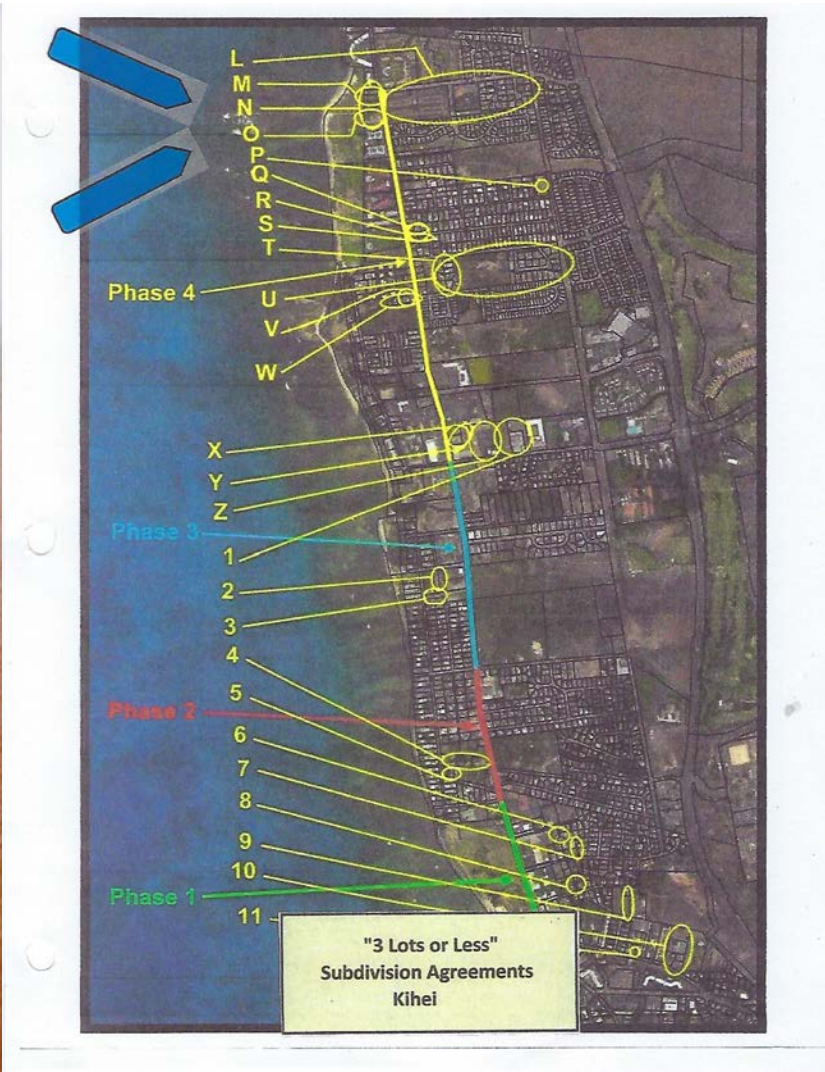 L
M
N
O
P
Q
R
S
T
Phase 4
U
V
W
X
Y
Z
Phase 3
1
2
3
4
5
Phase 2
6
7
8
9
10
Phase 1
11
"3 Lots or Less"
Subdivision Agreements
Kihei